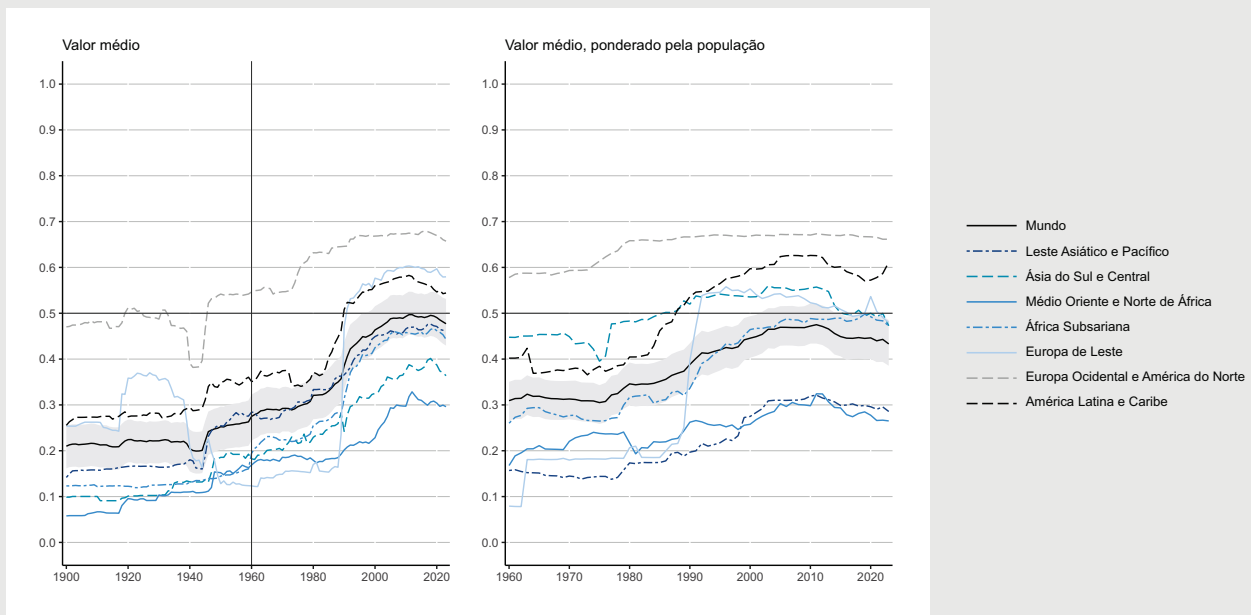 Valor médio
1.0
0.9
0.8
0.7
0.6
0.5
0.4
0.3
0.2
0.1
0.0
1900 1920 1940 1960 1980 2000 2020
Valor médio, ponderado pela população
1.0
0.9
0.8
0.7
0.6
0.5
0.4
0.3
0.2
0.1
0.0
1960 1970 1980 1990 2000 2010 2020
Mundo
Leste Asiático e Pacífico
Ásia do Sul e Central
Médio Oriente e Norte de África
África Subsariana
Europa de Leste
Europa Ocidental e América do Norte
América Latina e Caribe